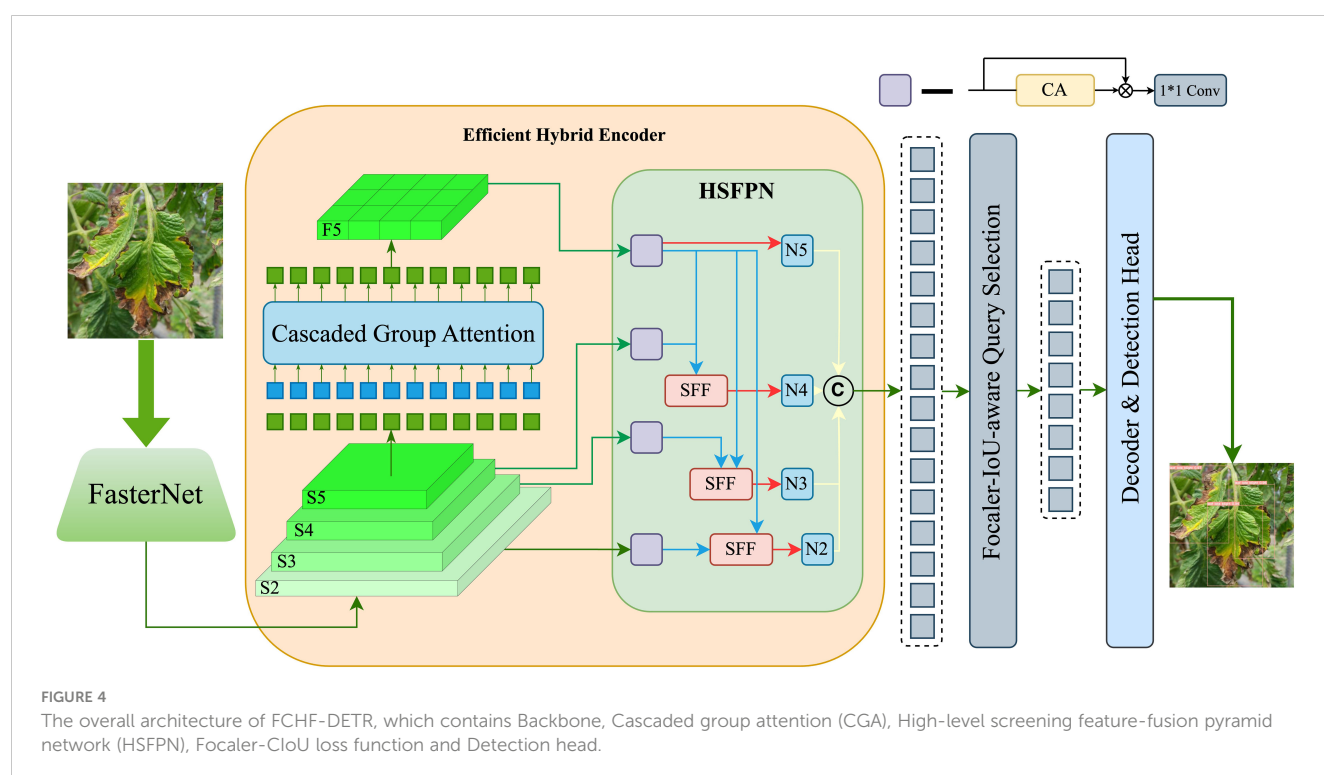 CA
1*1 Conv
Efficient Hybrid Encoder
HSFPN
F5
N5
Cascaded Group Attention
SFF
N4
C
FasterNet
S5
SFF
N3
S4
S3
SFF
N2
S2
Focaler-IoU-aware Query Selection
Decoder & Detection Head
FIGURE 4
The overall architecture of FCHF-DETR, which contains Backbone, Cascaded group attention (CGA), High-level screening feature-fusion pyramid
network (HSFPN), Focaler-CIoU loss function and Detection head.